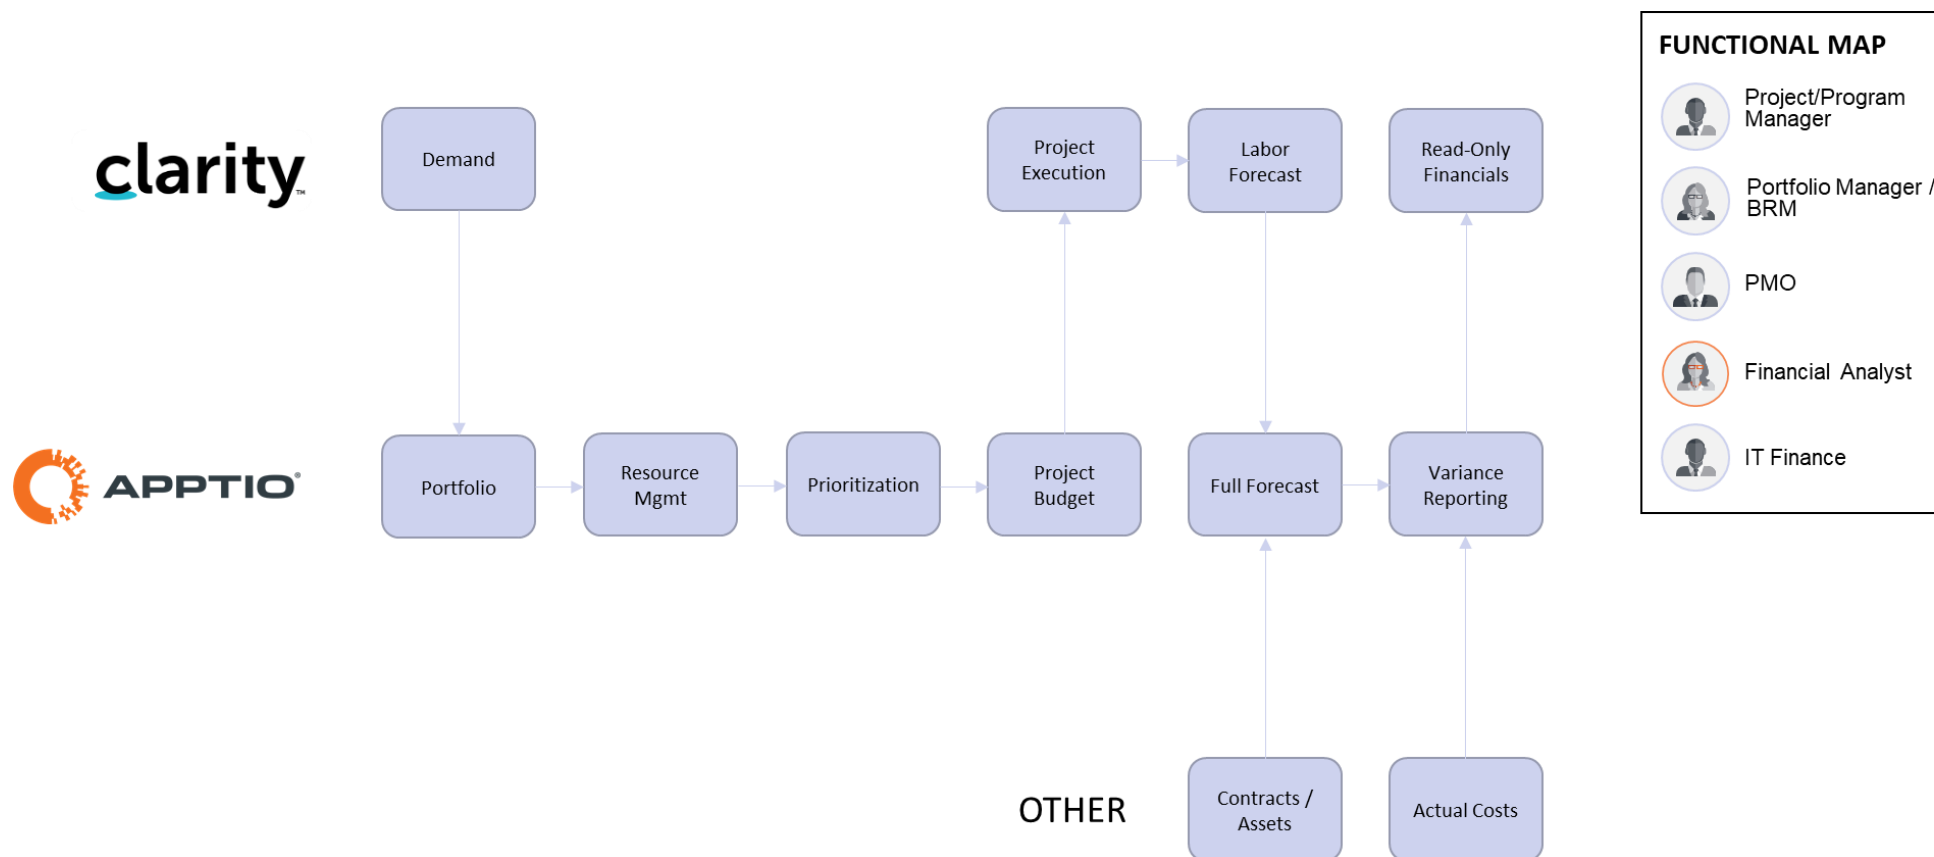 FUNCTIONAL MAP
Project/Program
Manager
Portfolio Manager /
BRM
PMO
Financial Analyst
IT Finance
clarity™
Demand
Project
Execution
Labor
Forecast
Read-Only
Financials
APPTIO®
Portfolio
Resource
Mgmt
Prioritization
Project
Budget
Full Forecast
Variance
Reporting
OTHER
Contracts /
Assets
Actual Costs